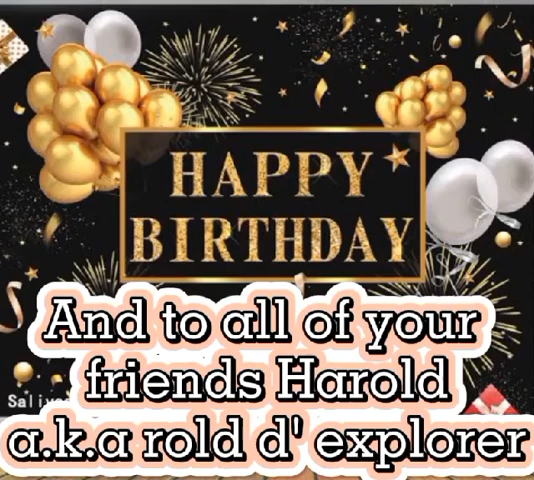 HAPPY
BIRTHDAY
And to all of your
friends Harold
a.k.a rold d' explorer